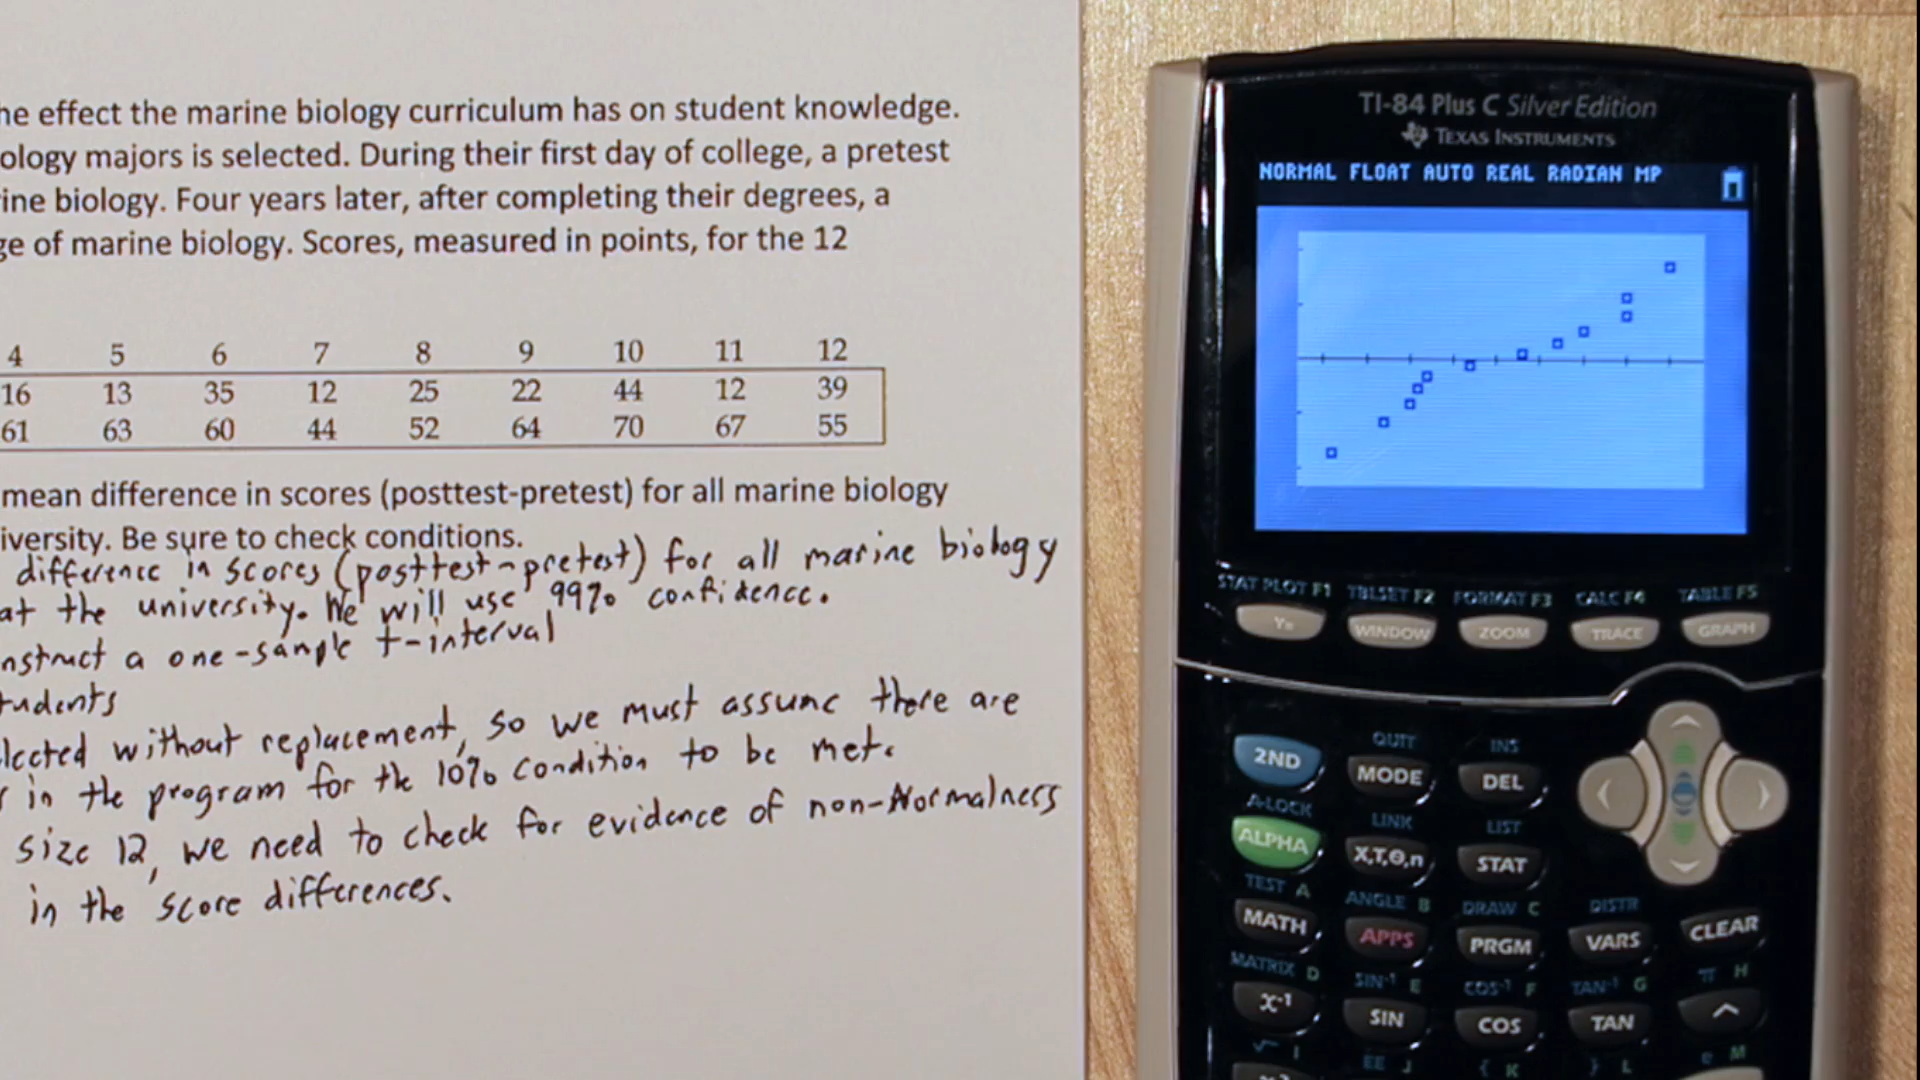 he effect the marine biology curriculum has on student knowledge.
ology majors is selected. During their first day of college, a pretest
rine biology. Four years later, after completing their degrees, a
ge of marine biology. Scores, measured in points, for the 12
4 5 6 7 8 9 10 11 12
16 13 35 12 25 22 44 12 39
61 63 60 44 52 64 70 67 55
mean difference in scores (posttest-pretest) for all marine biology
iversity. Be sure to check conditions.
difference in scores (posttest-pretest) for all marine biology
at the university. We will use 99% confidence.
nstruct a one-sample t-interval
tudents
lected without replacement, so we must assume there are
in the program for the 10% condition to be met.
size 12, we need to check for evidence of non-Normalness
in the score differences.
TI-84 Plus C Silver Edition
TEXAS INSTRUMENTS
NORMAL FLOAT AUTO REAL RADIAN MP
STAT PLOT F1 TBLSET F2 FORMAT F3 CALC F4 TABLE F5
Y= WINDOW ZOOM TRACE GRAPH
QUIT INS
2ND MODE DEL
A-LOCK LINK LIST
ALPHA X,T,θ,n STAT
TEST A ANGLE B DRAW C DISTR
MATH APPS PRGM VARS CLEAR
MATRIX D SIN-1 E COS-1 F TAN-1 G π H
x-1 SIN COS TAN ^
√ I EE J { K } L e M
x2